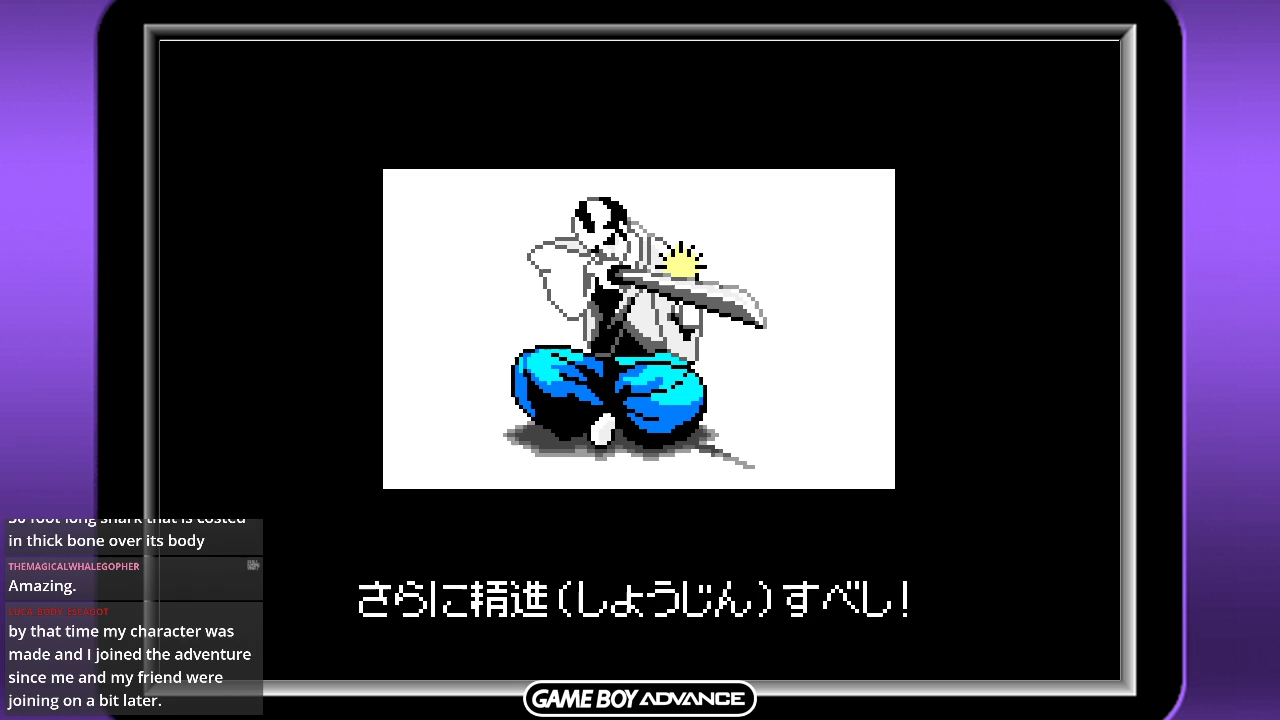 in thick bone over its body
THEMAGICALWHALEGOPHER
Amazing.
LUCA_BODY_ESCAGOT
by that time my character was
made and I joined the adventure
since me and my friend were
joining on a bit later.
さらに精進(しょうじん)すべし!
GAME BOY ADVANCE